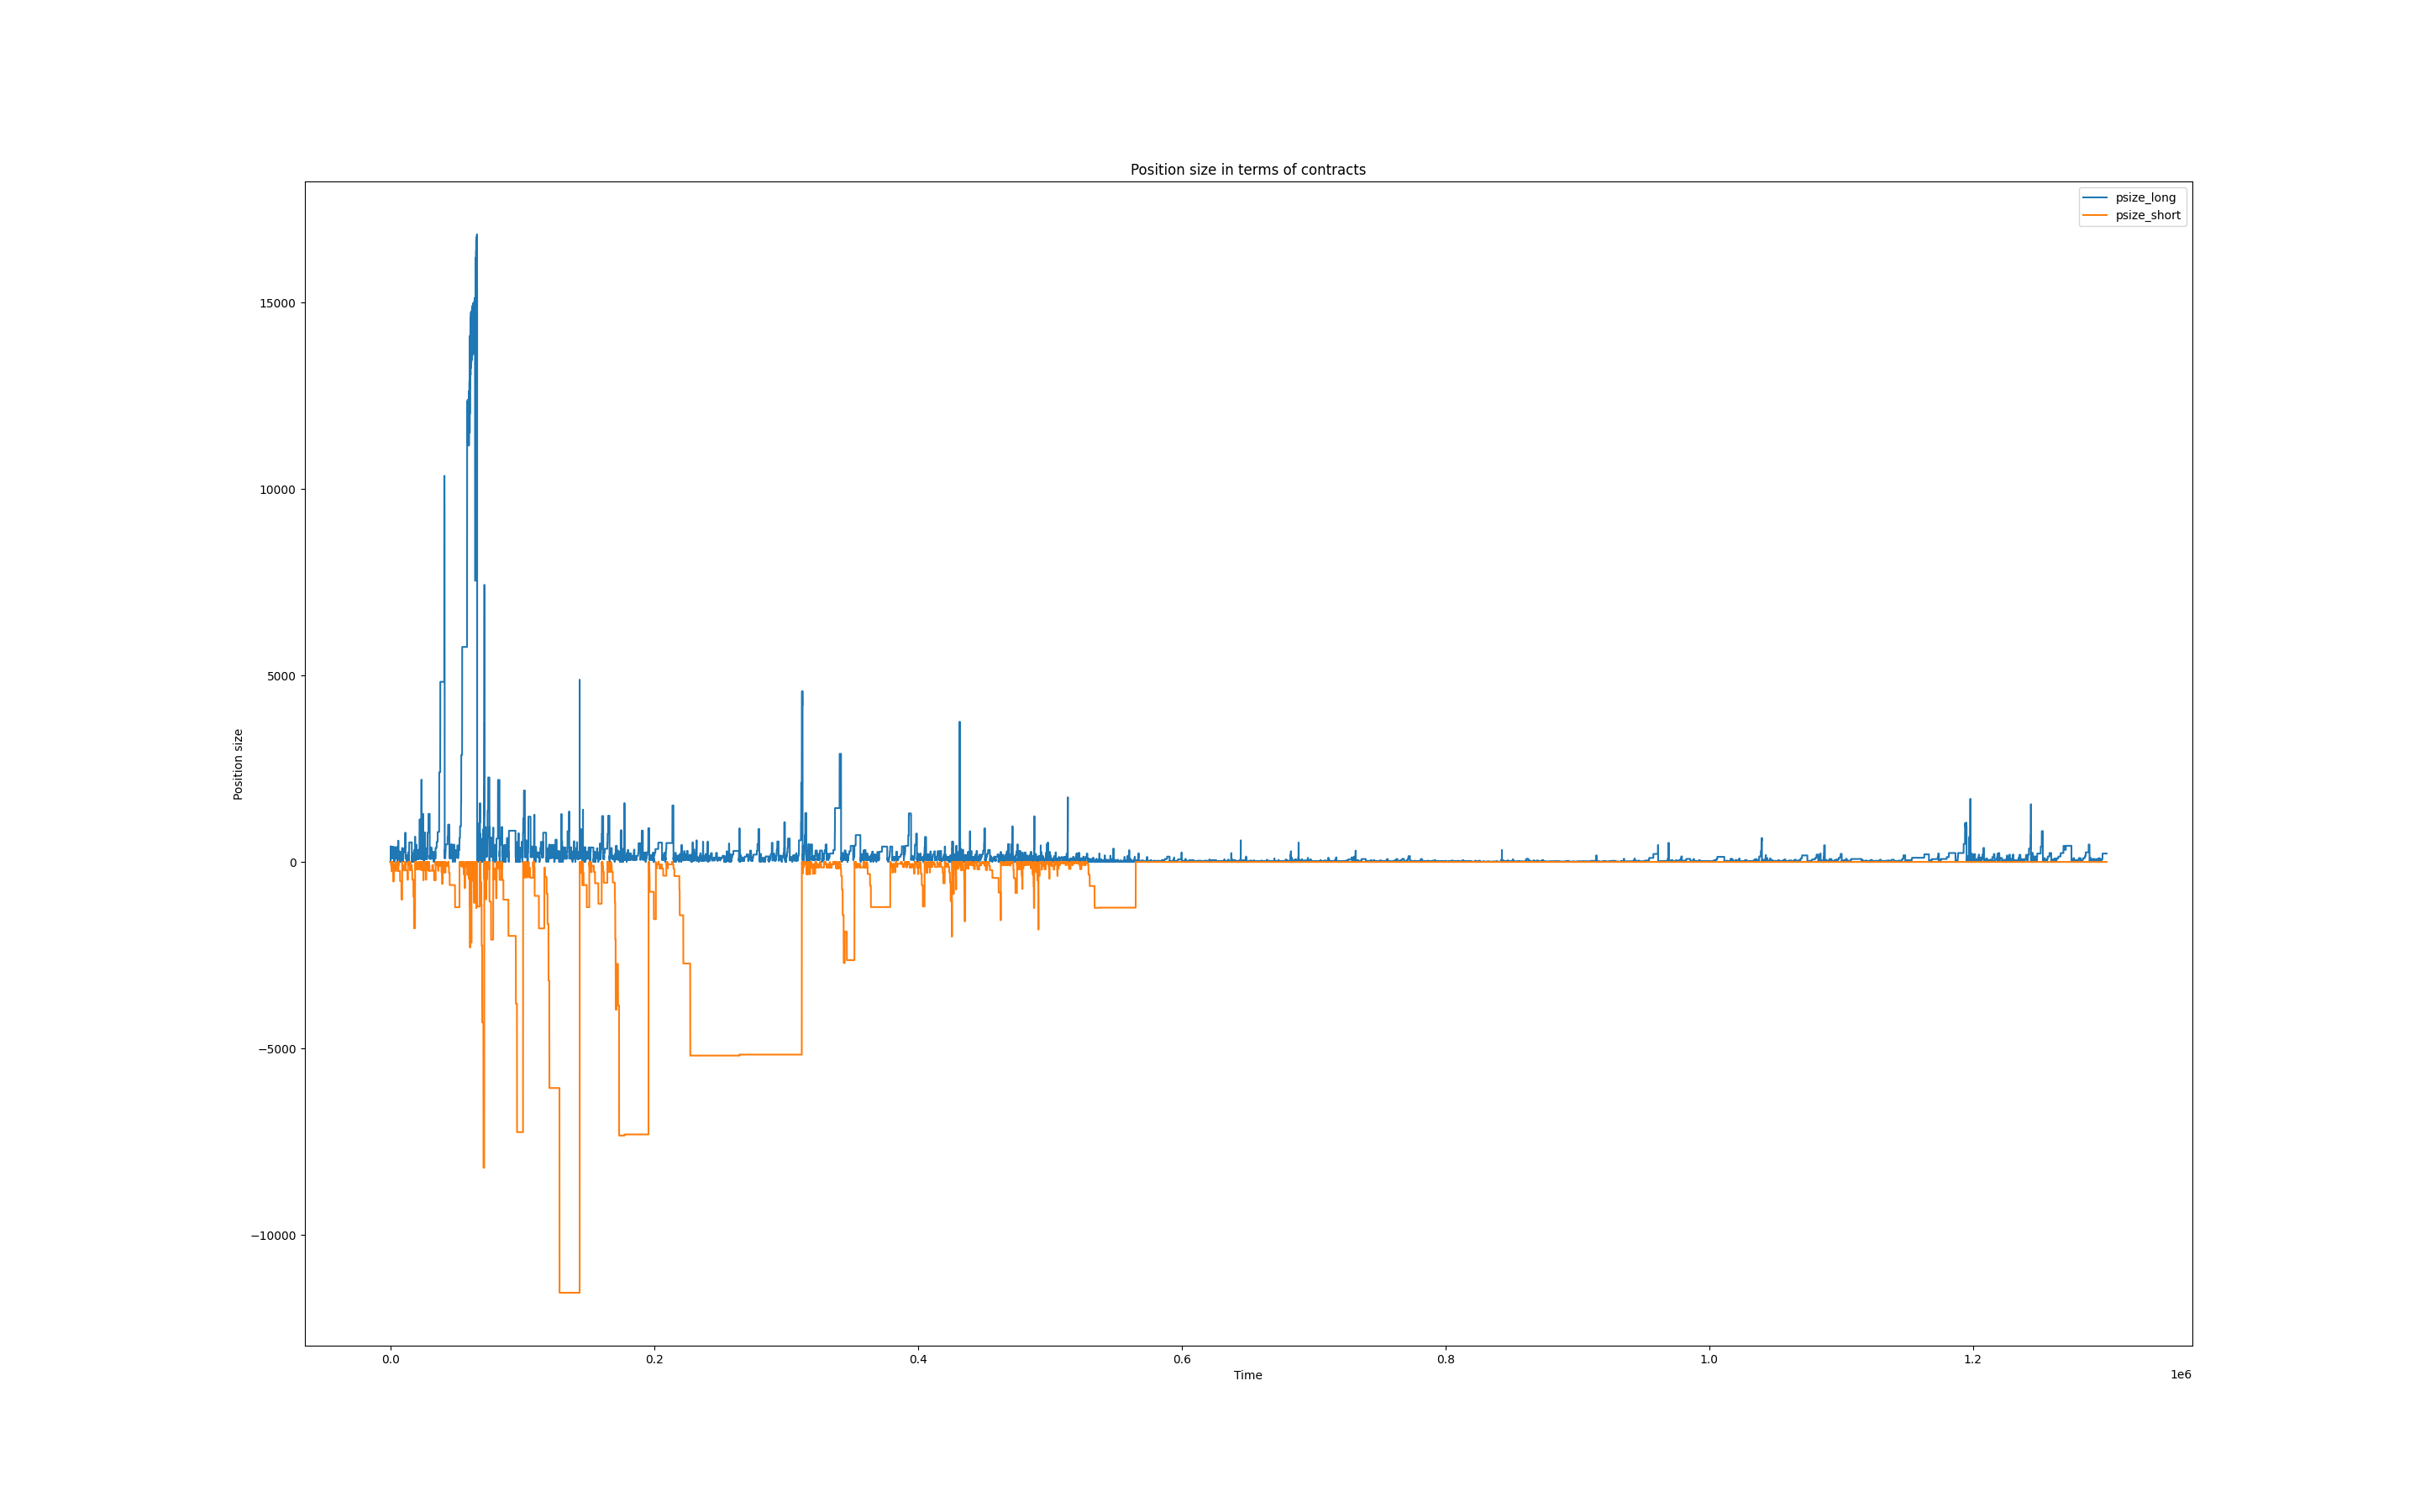 Position size in terms of contracts
psize_long
psize_short
15000
10000
5000
0
−5000
−10000
Position size
0.0 0.2 0.4 0.6 0.8 1.0 1.2
Time
1e6